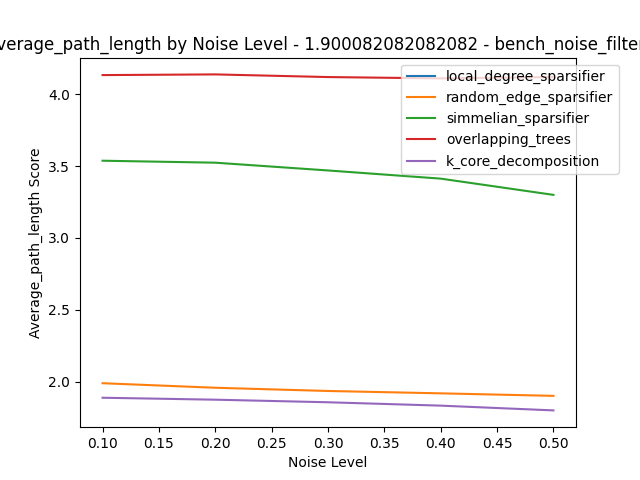 verage_path_length by Noise Level - 1.900082082082082 - bench_noise_filter
local_degree_sparsifier
random_edge_sparsifier
simmelian_sparsifier
overlapping_trees
k_core_decomposition
Average_path_length Score
4.0
3.5
3.0
2.5
2.0
0.10
0.15
0.20
0.25
0.30
0.35
0.40
0.45
0.50
Noise Level